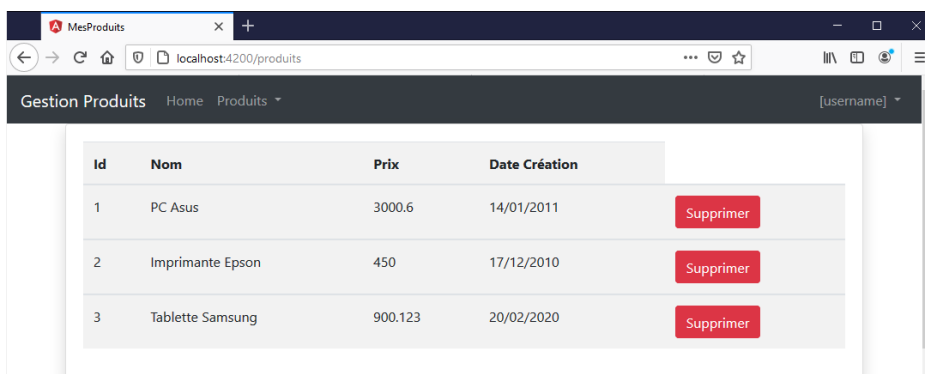 MesProduits
localhost:4200/produits
Gestion Produits Home Produits [username]
Id Nom Prix Date Création
1 PC Asus 3000.6 14/01/2011 Supprimer
2 Imprimante Epson 450 17/12/2010 Supprimer
3 Tablette Samsung 900.123 20/02/2020 Supprimer